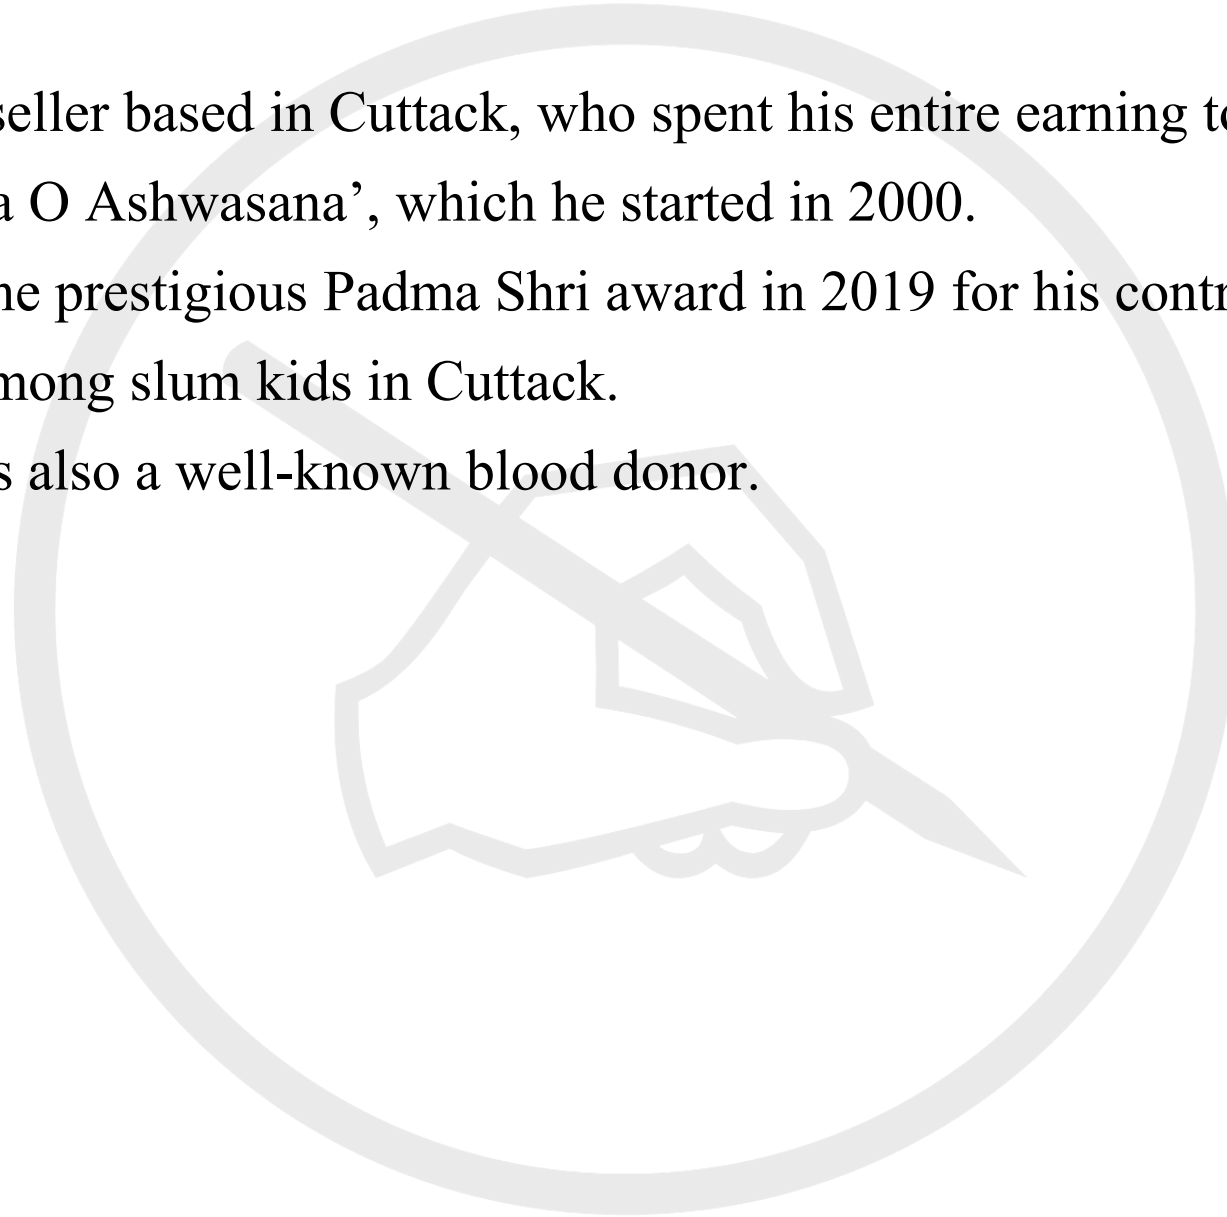 seller based in Cuttack, who spent his entire earning to
a O Ashwasana’, which he started in 2000.
he prestigious Padma Shri award in 2019 for his contr
mong slum kids in Cuttack.
s also a well-known blood donor.